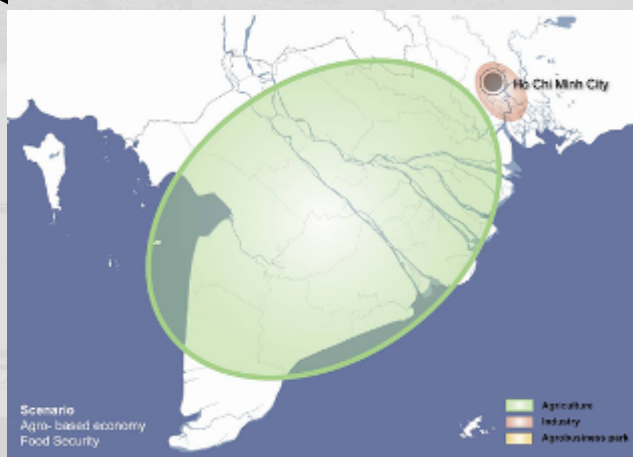 Ho Chi Minh City
Scenario
Agro- based economy
Food Security
Agriculture
Industry
Agrobusiness park